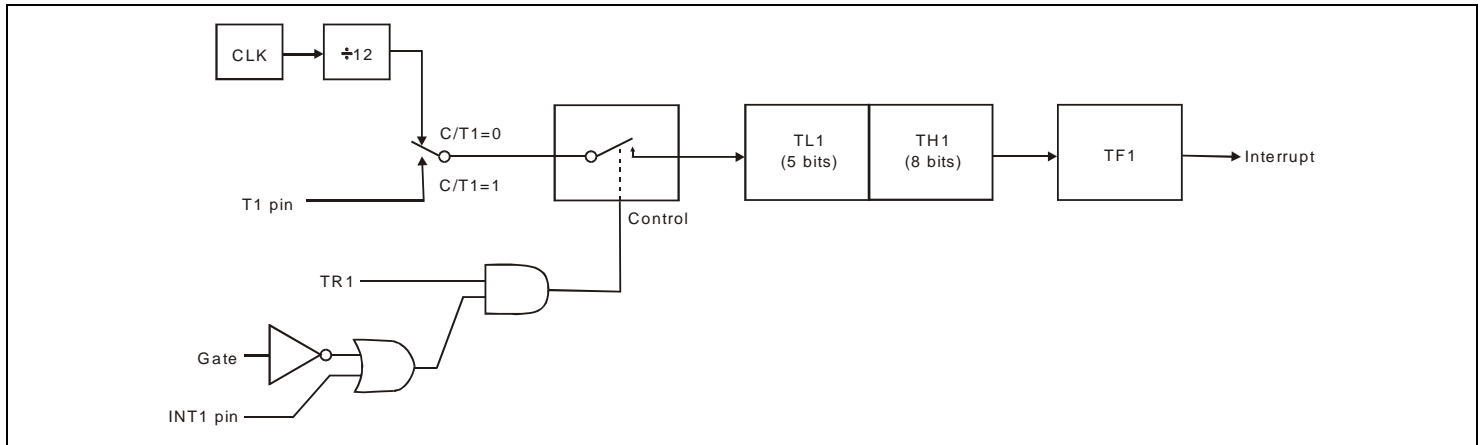 CLK
÷12
C/T1=0
C/T1=1
T1 pin
Control
TL1
(5 bits)
TH1
(8 bits)
TF1
Interrupt
TR1
Gate
INT1 pin